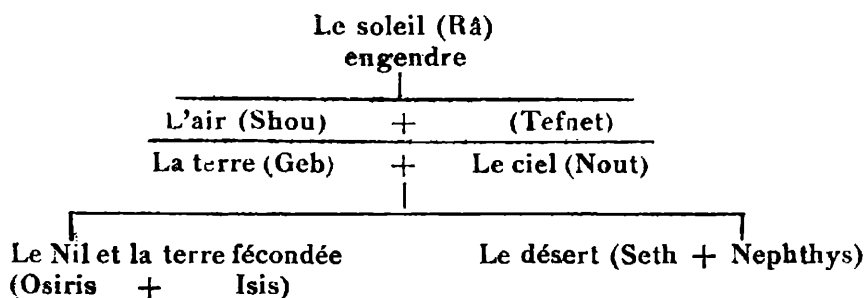 Le soleil (Râ)
engendre
L'air (Shou) + (Tefnet)
La terre (Geb) + Le ciel (Nout)
Le Nil et la terre fécondée Le désert (Seth + Nephthys)
(Osiris + Isis)